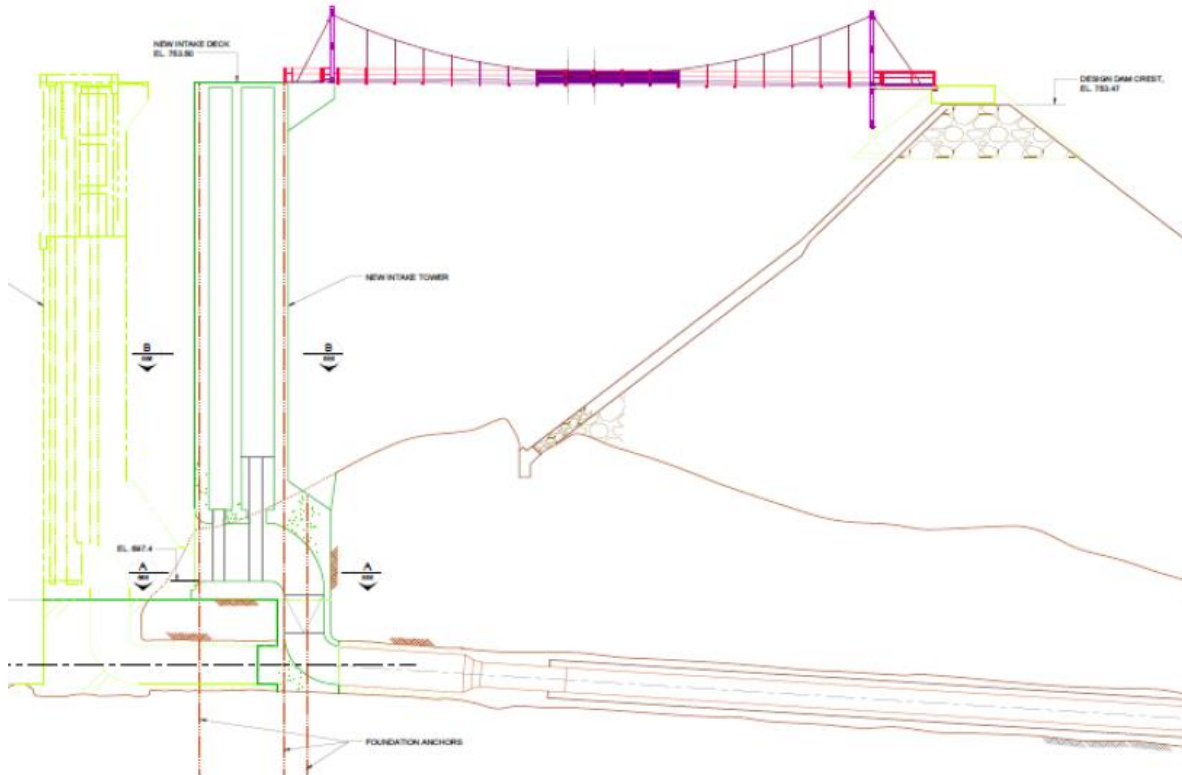 NEW INTAKE DECK
EL. 753.50
DESIGN DAM CREST,
EL. 753.47
NEW INTAKE TOWER
B
B
EL. 697.4
A
A
FOUNDATION ANCHORS